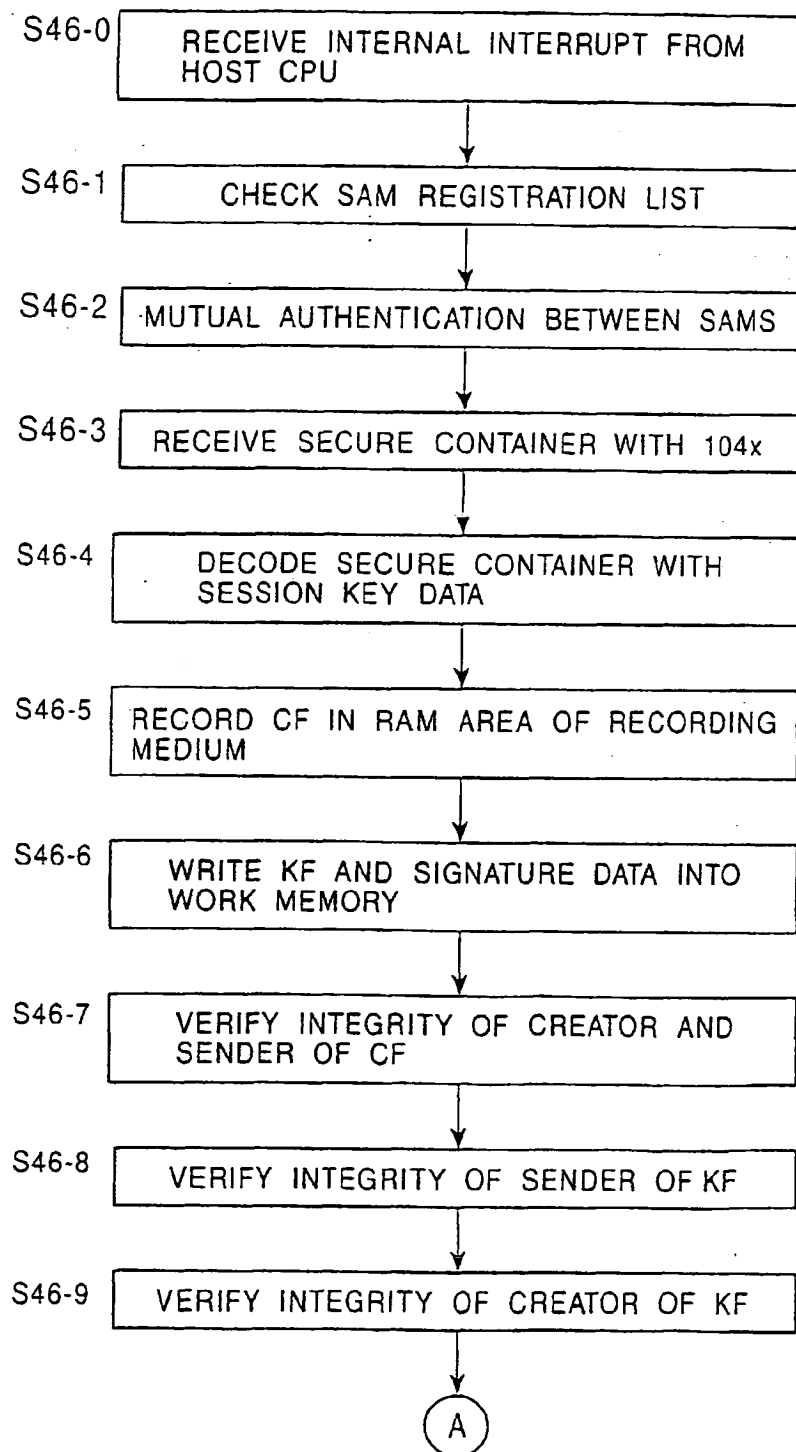 S46-0
RECEIVE INTERNAL INTERRUPT FROM
HOST CPU
S46-1
CHECK SAM REGISTRATION LIST
S46-2
MUTUAL AUTHENTICATION BETWEEN SAMS
S46-3
RECEIVE SECURE CONTAINER WITH 104x
S46-4
DECODE SECURE CONTAINER WITH
SESSION KEY DATA
S46-5
RECORD CF IN RAM AREA OF RECORDING
MEDIUM
S46-6
WRITE KF AND SIGNATURE DATA INTO
WORK MEMORY
S46-7
VERIFY INTEGRITY OF CREATOR AND
SENDER OF CF
S46-8
VERIFY INTEGRITY OF SENDER OF KF
S46-9
VERIFY INTEGRITY OF CREATOR OF KF
A